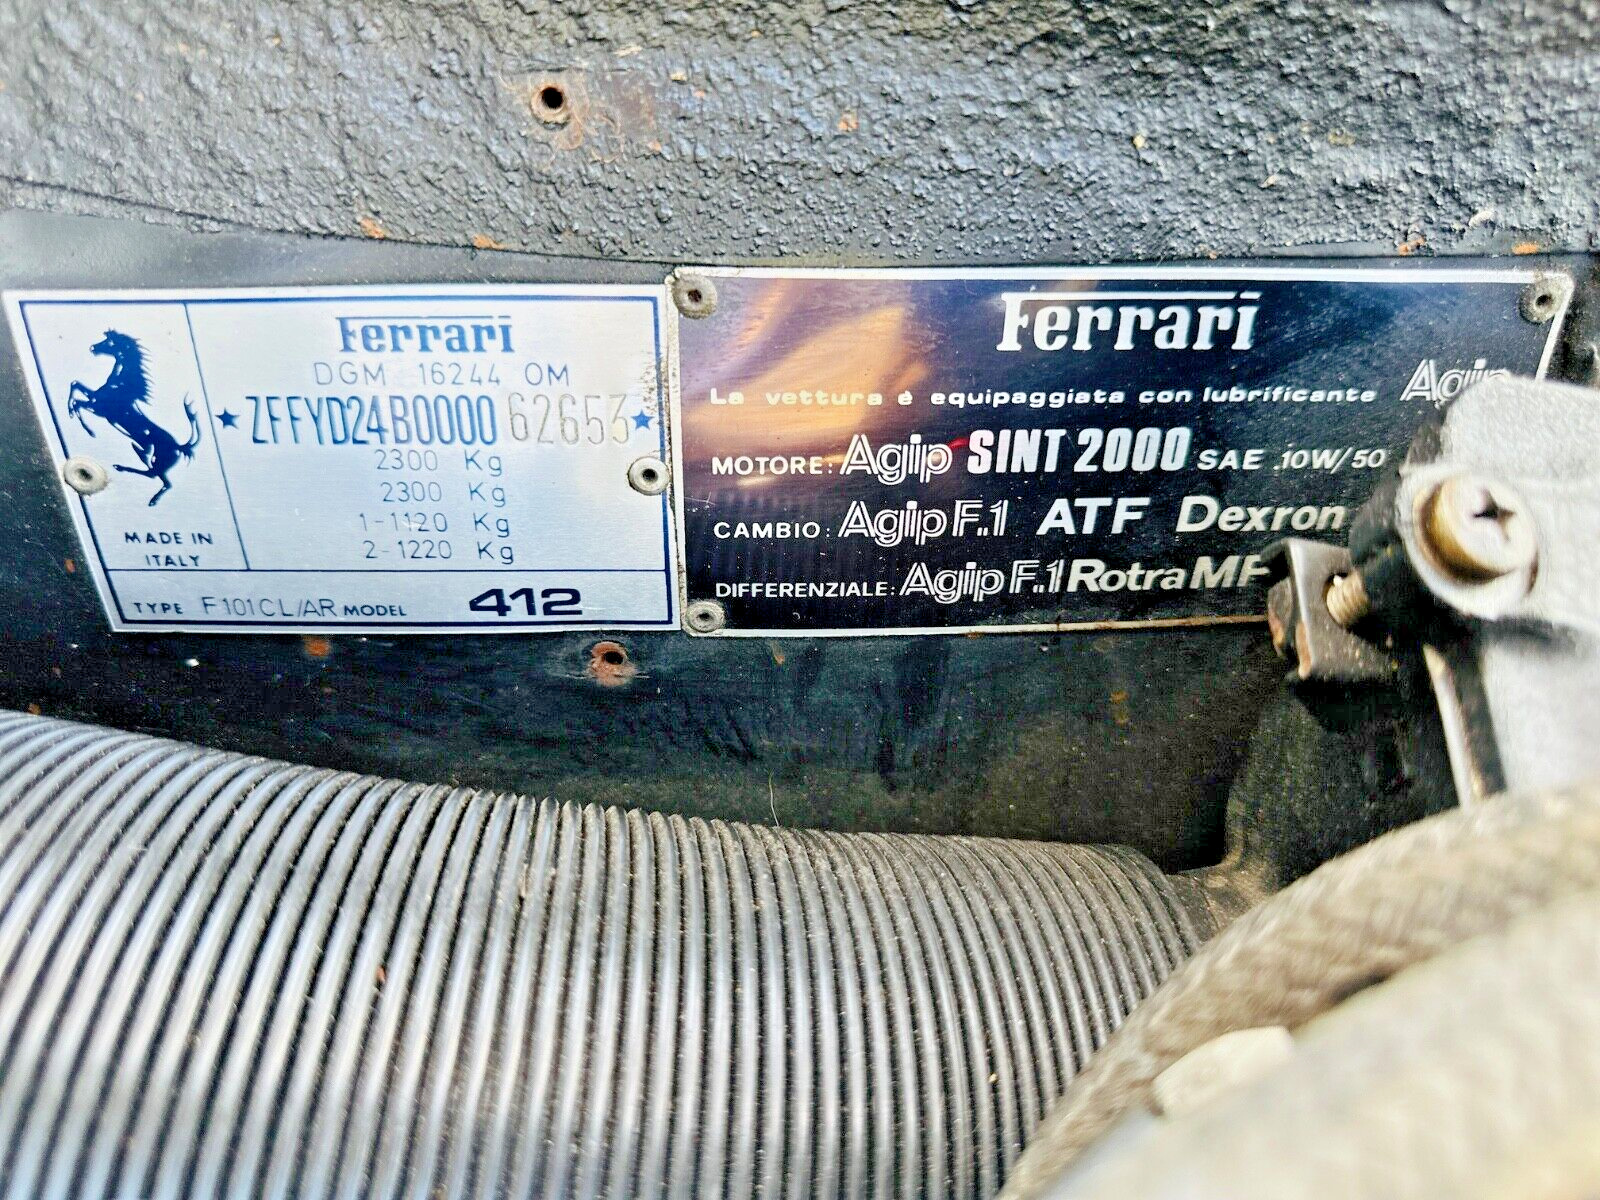 Ferrari
DGM 16244 OM
★ZFFYD24B000062653★
2300 Kg
2300 Kg
1-1120 Kg
2-1220 Kg
MADE IN
ITALY
TYPE F101CL/AR MODEL 412
Ferrari
La vettura è equipaggiata con lubrificante Agip
MOTORE: Agip SINT 2000 SAE .10W/50
CAMBIO: Agip F.1 ATF Dexron
DIFFERENZIALE: Agip F.1 Rotra MP